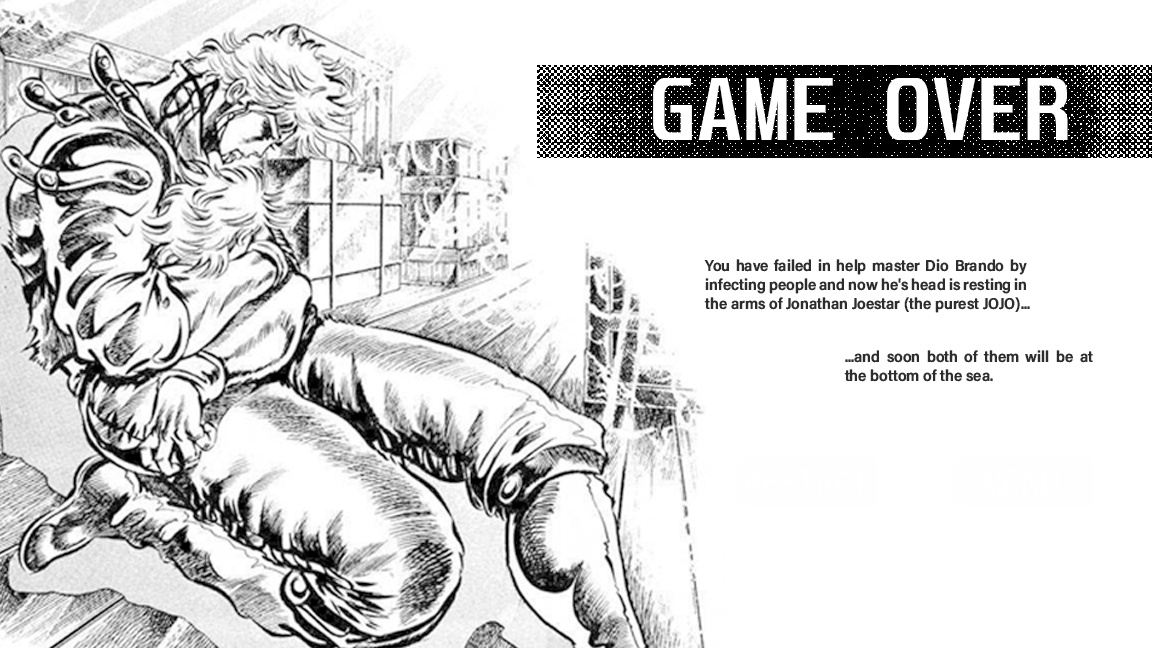 GAME OVER
You have failed in help master Dio Brando by
infecting people and now he's head is resting in
the arms of Jonathan Joestar (the purest JOJO)...
...and soon both of them will be at
the bottom of the sea.